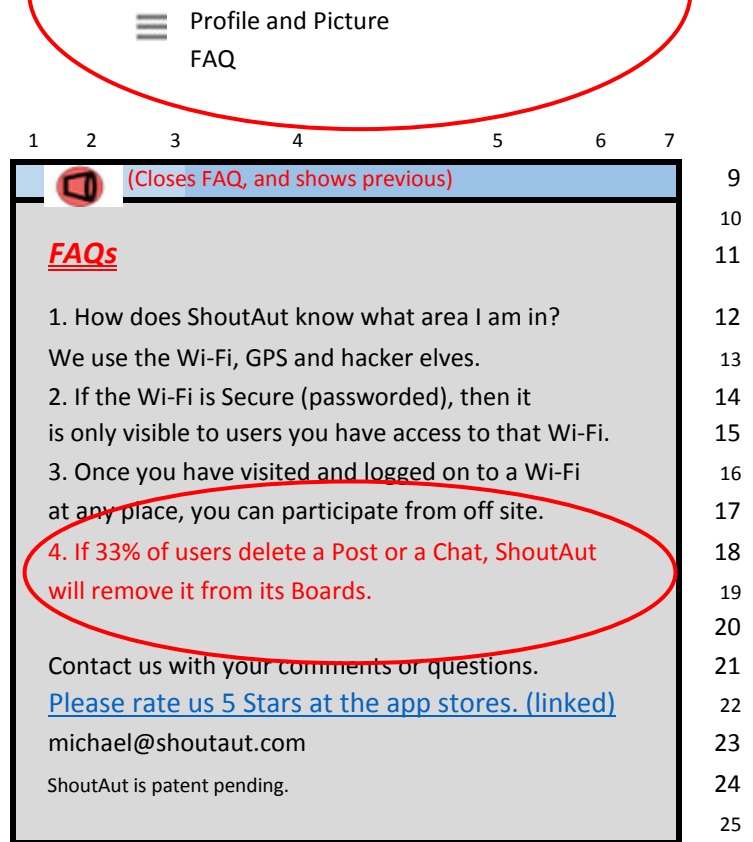 Profile and Picture
FAQ
1 2 3 4 5 6 7
(Closes FAQ, and shows previous) 9
10
FAQs 11
1. How does ShoutAut know what area I am in? 12
We use the Wi-Fi, GPS and hacker elves. 13
2. If the Wi-Fi is Secure (passworded), then it 14
is only visible to users you have access to that Wi-Fi. 15
3. Once you have visited and logged on to a Wi-Fi 16
at any place, you can participate from off site. 17
4. If 33% of users delete a Post or a Chat, ShoutAut 18
will remove it from its Boards. 19
20
Contact us with your comments or questions. 21
Please rate us 5 Stars at the app stores. (linked) 22
michael@shoutaut.com 23
ShoutAut is patent pending. 24
25